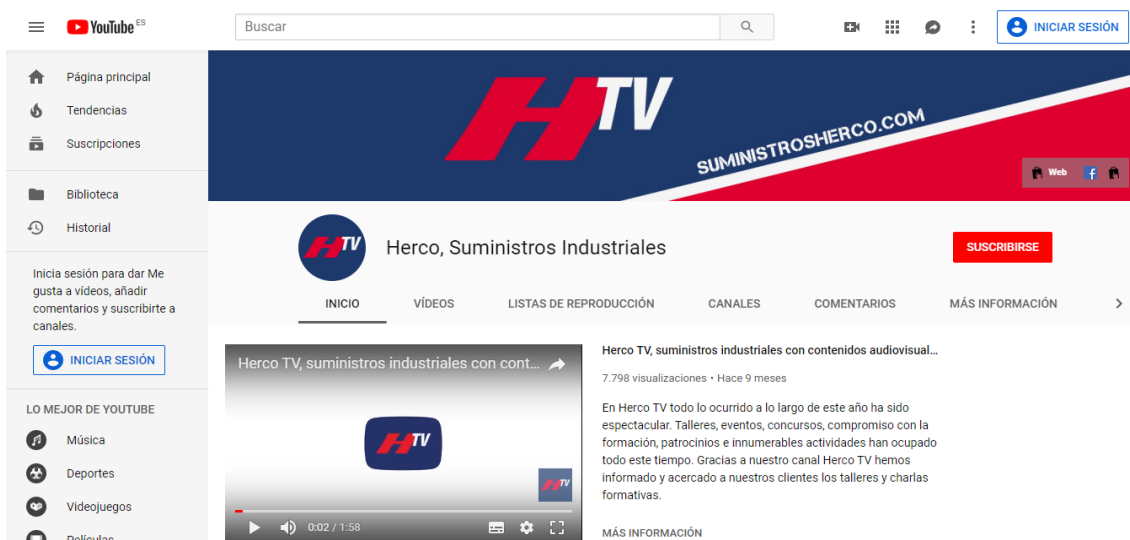 YouTube ES
Buscar
INICIAR SESIÓN
Página principal
Tendencias
Suscripciones
Biblioteca
Historial
Inicia sesión para dar Me
gusta a vídeos, añadir
comentarios y suscribirte a
canales.
INICIAR SESIÓN
LO MEJOR DE YOUTUBE
Música
Deportes
Videojuegos
Películas
HTV
SUMINISTROSHERCO.COM
Web
HTV
Herco, Suministros Industriales
SUSCRIBIRSE
INICIO
VÍDEOS
LISTAS DE REPRODUCCIÓN
CANALES
COMENTARIOS
MÁS INFORMACIÓN
Herco TV, suministros industriales con cont...
HTV
HTV
0:02 / 1:58
Herco TV, suministros industriales con contenidos audiovisual...
7.798 visualizaciones • Hace 9 meses
En Herco TV todo lo ocurrido a lo largo de este año ha sido
espectacular. Talleres, eventos, concursos, compromiso con la
formación, patrocinios e innumerables actividades han ocupado
todo este tiempo. Gracias a nuestro canal Herco TV hemos
informado y acercado a nuestros clientes los talleres y charlas
formativas.
MÁS INFORMACIÓN